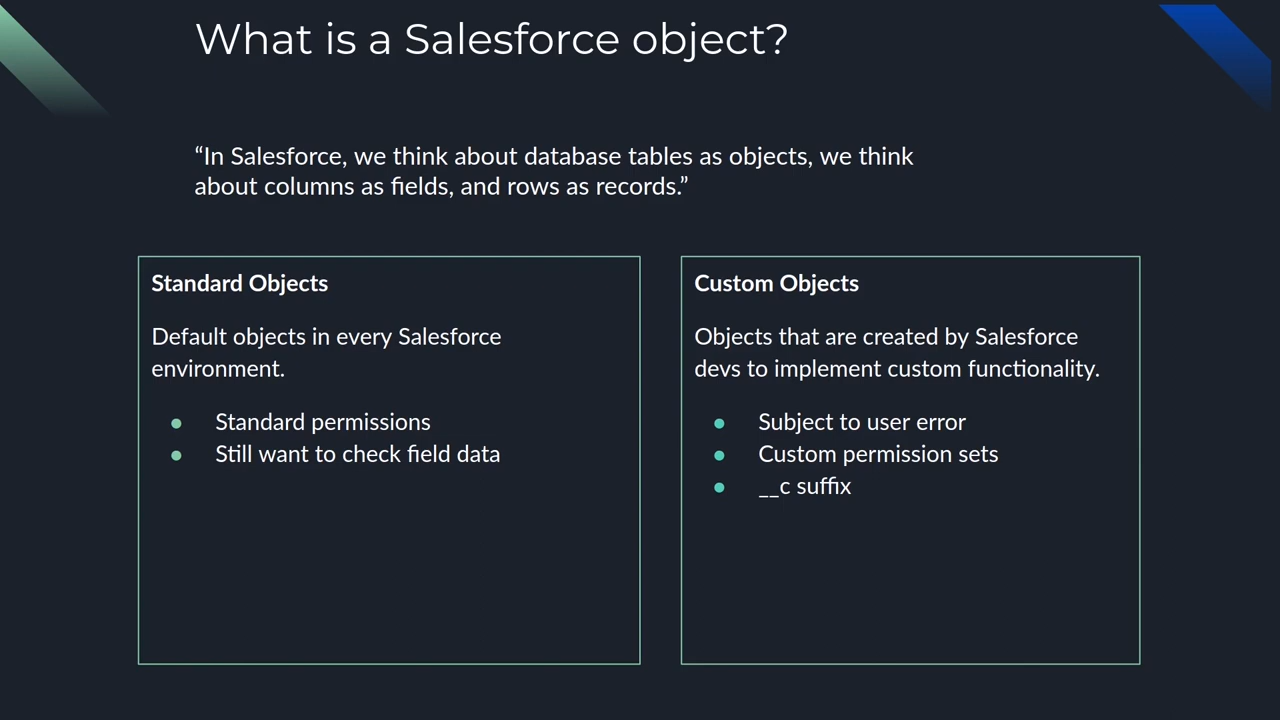 What is a Salesforce object?
“In Salesforce, we think about database tables as objects, we think
about columns as fields, and rows as records.”
Standard Objects
Default objects in every Salesforce
environment.
● Standard permissions
● Still want to check field data
Custom Objects
Objects that are created by Salesforce
devs to implement custom functionality.
● Subject to user error
● Custom permission sets
● __c suffix